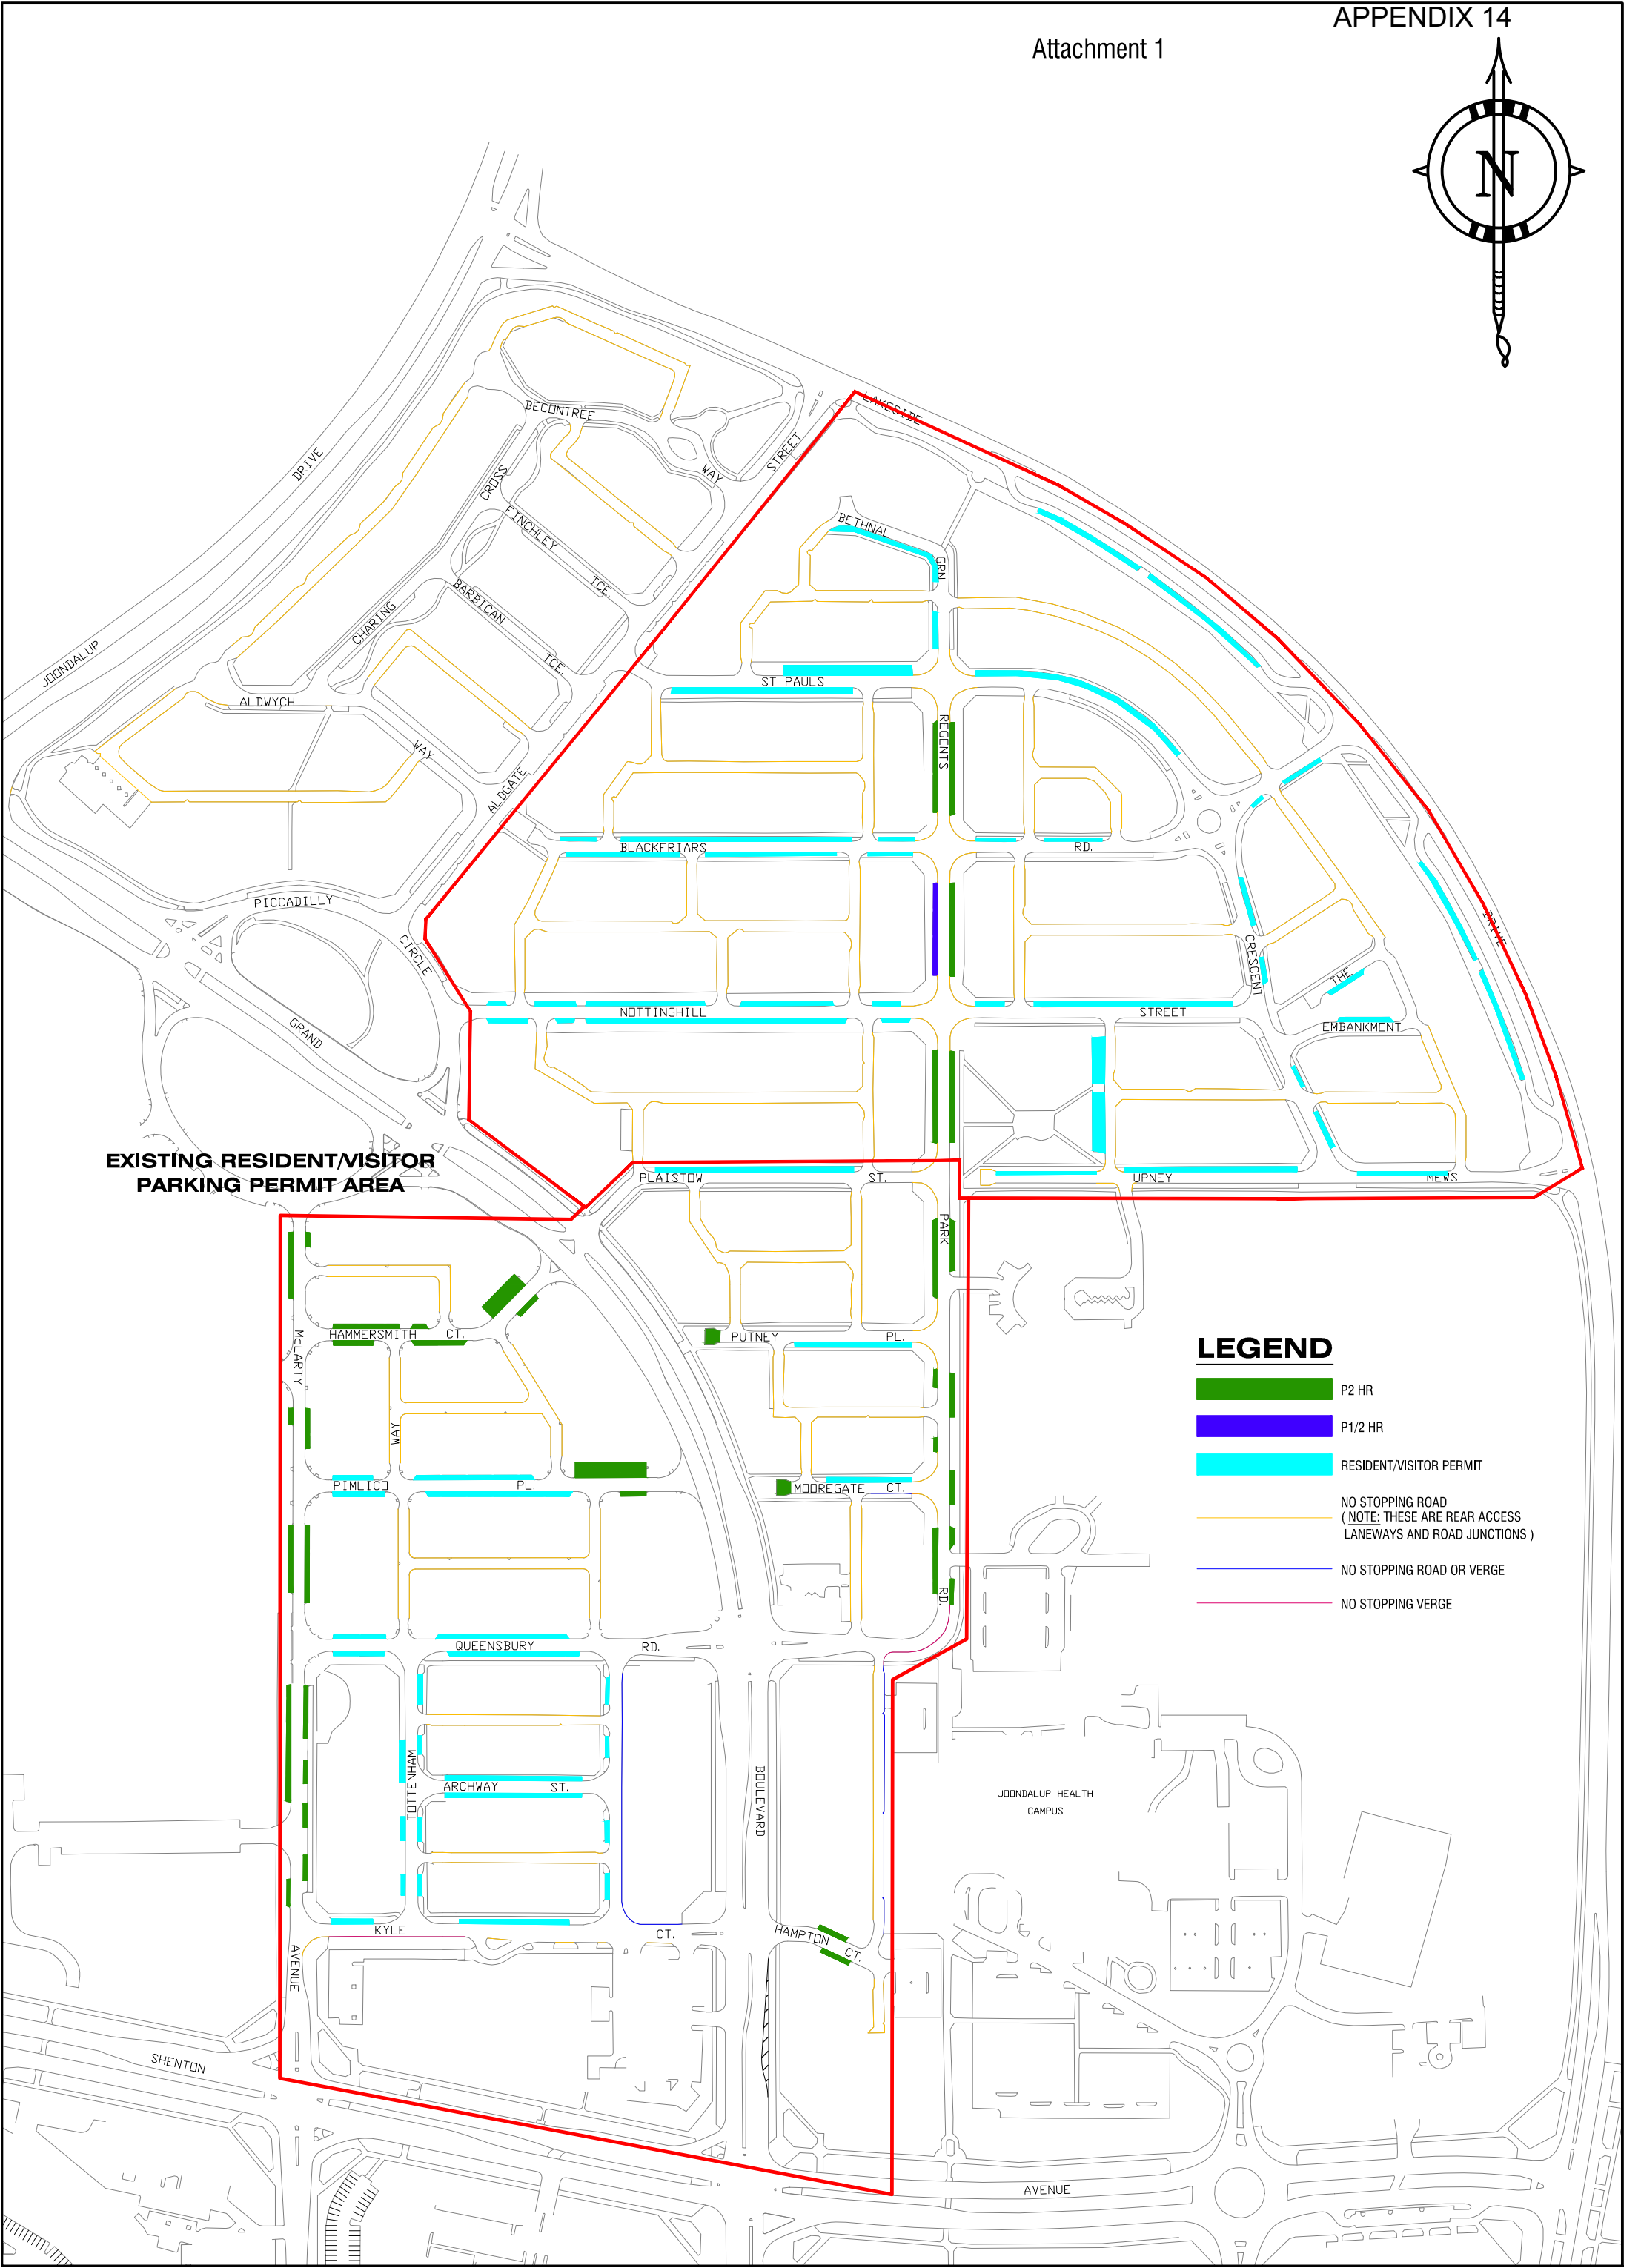 APPENDIX 14
Attachment 1
N
LAKESIDE
BECONTREE
WAY
STREET
DRIVE
CROSS
FINCHLEY
TCE.
BETHNAL
GRN
BARBICAN
TCE.
CHARING
JOONDALUP
ST PAULS
ALDWYCH
WAY
REGENTS
ALDGATE
BLACKFRIARS
RD.
PICCADILLY
CIRCLE
DRIVE
CRESCENT
THE
NOTTINGHILL
STREET
EMBANKMENT
GRAND
EXISTING RESIDENT/VISITOR
PARKING PERMIT AREA
PLAISTOW
ST.
UPNEY
MEWS
PARK
HAMMERSMITH
CT.
PUTNEY
PL.
McLARTY
LEGEND
P2 HR
P1/2 HR
RESIDENT/VISITOR PERMIT
NO STOPPING ROAD
( NOTE: THESE ARE REAR ACCESS
LANEWAYS AND ROAD JUNCTIONS )
NO STOPPING ROAD OR VERGE
NO STOPPING VERGE
WAY
PIMLICO
PL.
MOOREGATE
CT.
RD.
QUEENSBURY
RD.
TOTTENHAM
ARCHWAY
ST.
BOULEVARD
JOONDALUP HEALTH
CAMPUS
KYLE
CT.
HAMPTON
CT.
AVENUE
SHENTON
AVENUE